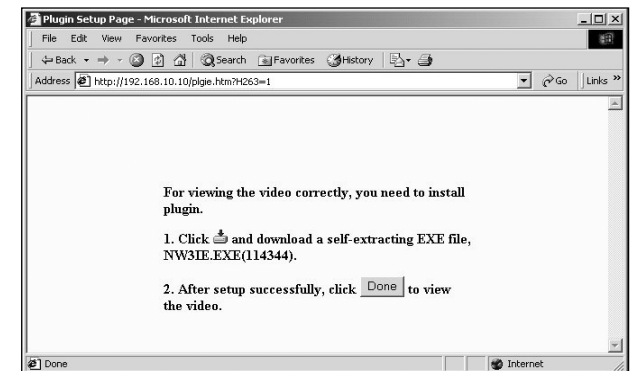 Plugin Setup Page - Microsoft Internet Explorer
File Edit View Favorites Tools Help
Back Search Favorites History
Address http://192.168.10.10/plgie.htm?H263=1 Go Links »
For viewing the video correctly, you need to install
plugin.
1. Click and download a self-extracting EXE file,
NW3IE.EXE(114344).
2. After setup successfully, click Done to view
the video.
Done Internet